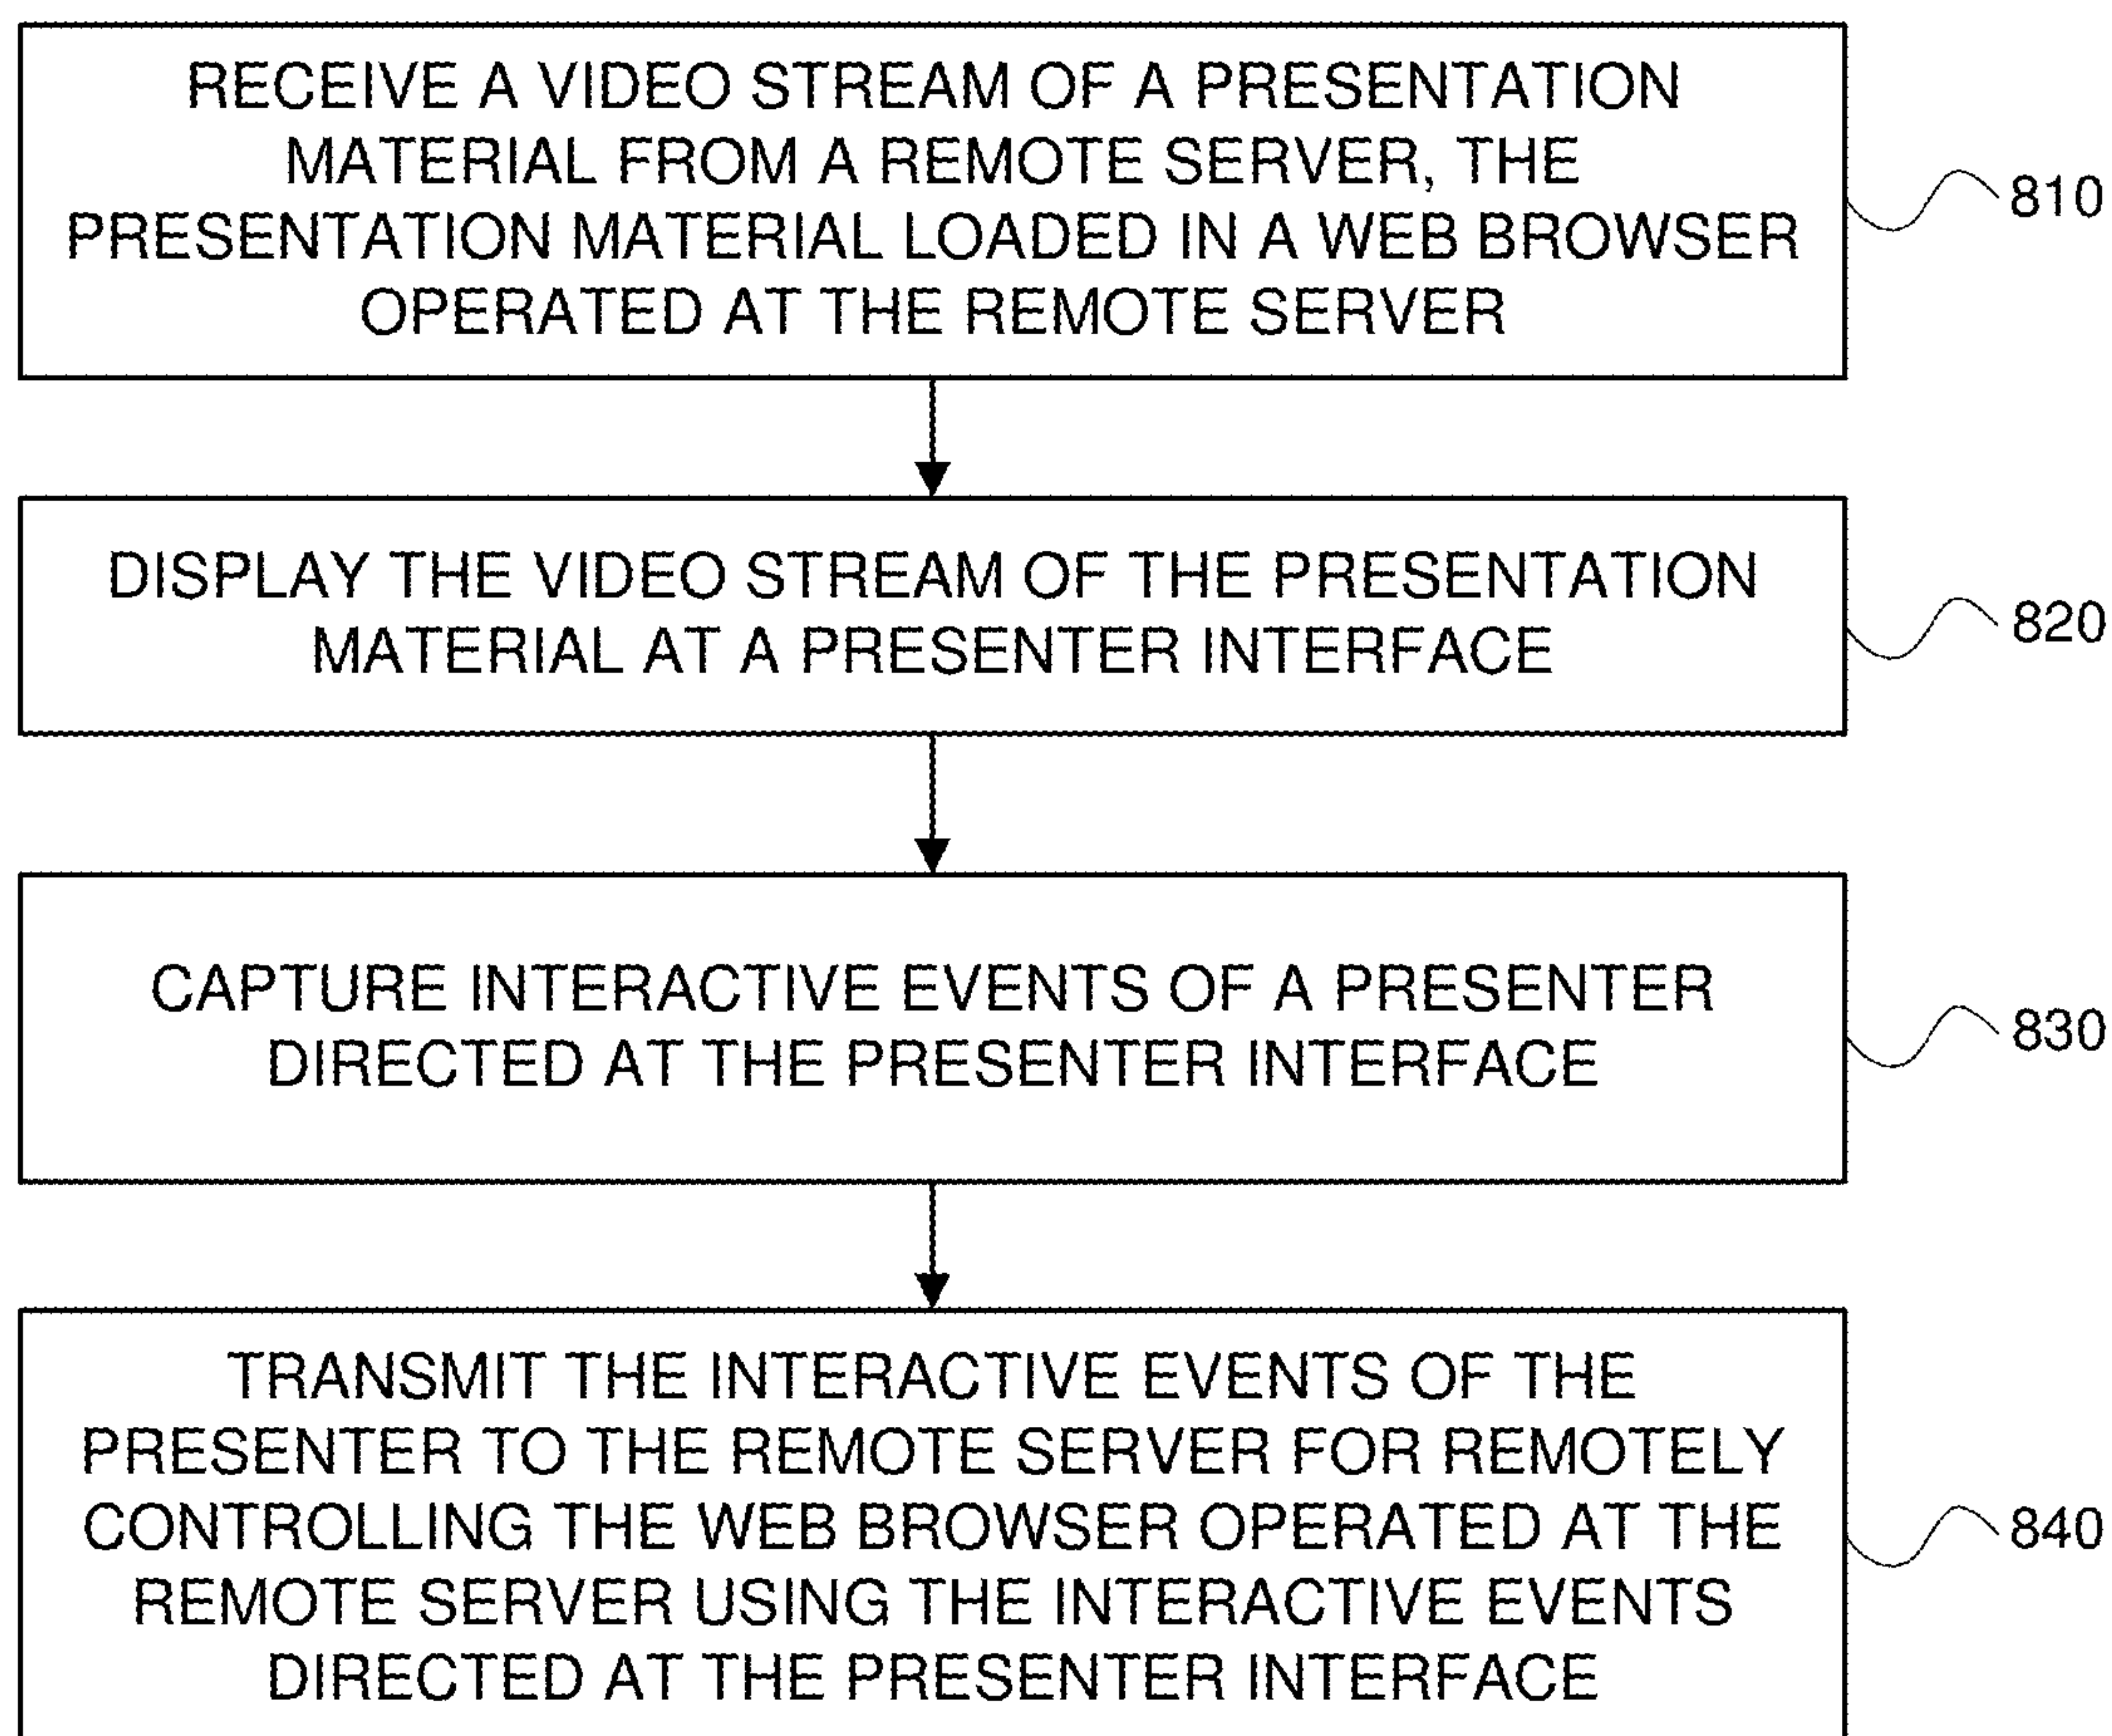 RECEIVE A VIDEO STREAM OF A PRESENTATION
MATERIAL FROM A REMOTE SERVER, THE
PRESENTATION MATERIAL LOADED IN A WEB BROWSER
OPERATED AT THE REMOTE SERVER
810
DISPLAY THE VIDEO STREAM OF THE PRESENTATION
MATERIAL AT A PRESENTER INTERFACE
820
CAPTURE INTERACTIVE EVENTS OF A PRESENTER
DIRECTED AT THE PRESENTER INTERFACE
830
TRANSMIT THE INTERACTIVE EVENTS OF THE
PRESENTER TO THE REMOTE SERVER FOR REMOTELY
CONTROLLING THE WEB BROWSER OPERATED AT THE
REMOTE SERVER USING THE INTERACTIVE EVENTS
DIRECTED AT THE PRESENTER INTERFACE
840